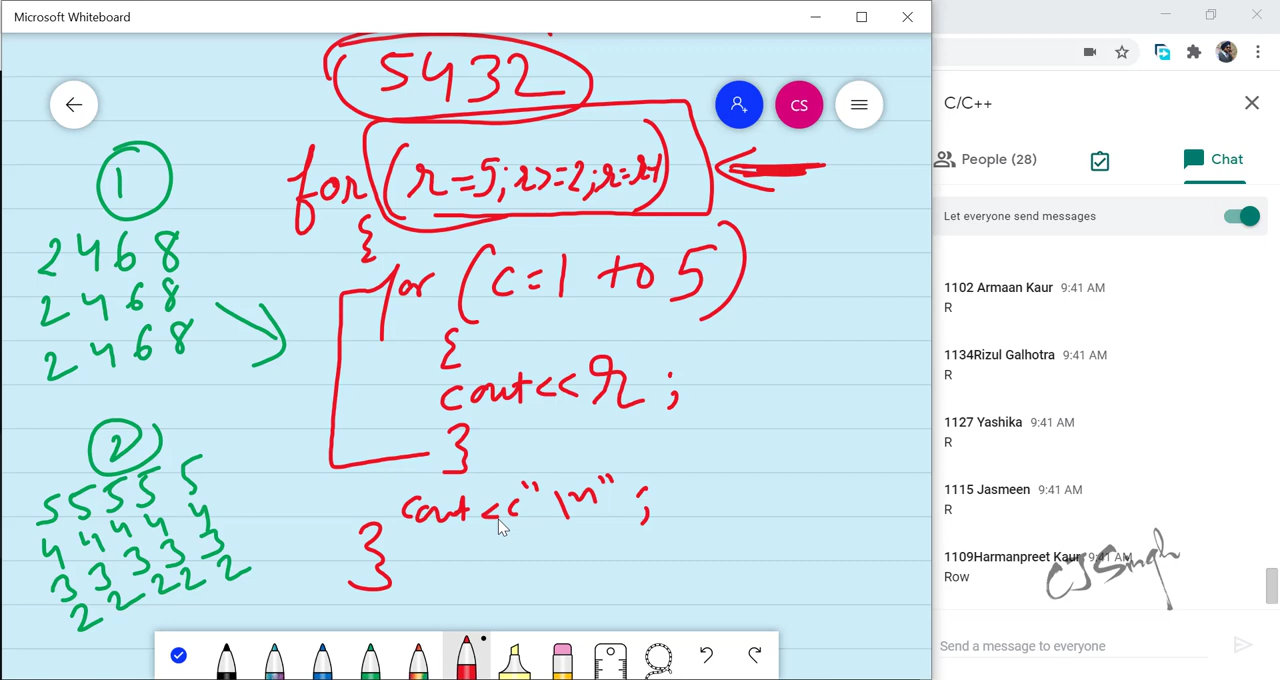 Microsoft Whiteboard
5432
for (r=5;r>=2;r=r-1)
{
for (c=1 to 5)
{
cout<<r;
}
cout<<"\n";
}
1
2 4 6 8
2 4 6 8
2 4 6 8
2
5 5 5 5 5
4 4 4 4 4
3 3 3 3 3
2 2 2 2 2
CS
C/C++
People (28)
Chat
Let everyone send messages
1102 Armaan Kaur 9:41 AM
R
1134Rizul Galhotra 9:41 AM
R
1127 Yashika 9:41 AM
R
1115 Jasmeen 9:41 AM
R
1109Harmanpreet Kaur 9:41 AM
Row
CJSingh
Send a message to everyone